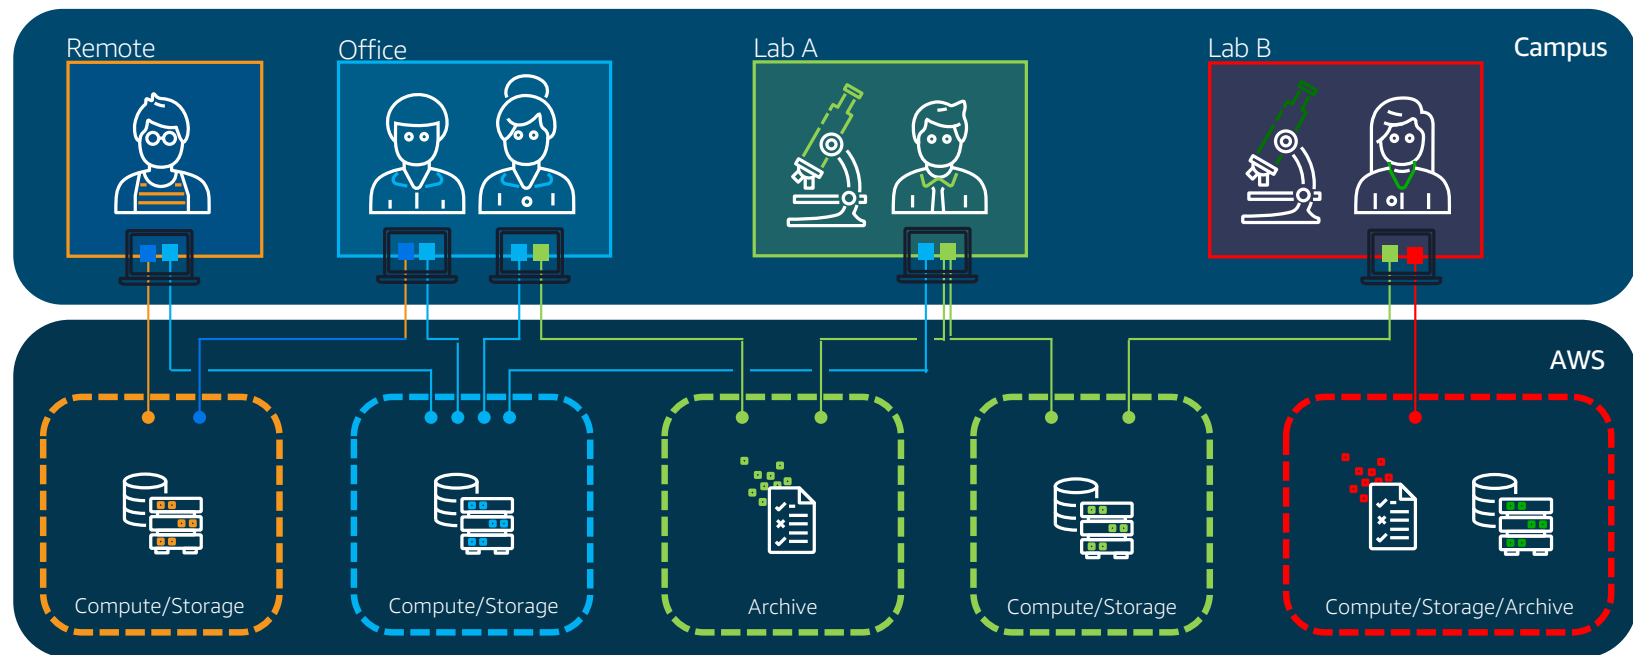 Remote
Office
Lab A
Lab B
Campus
AWS
Compute/Storage
Compute/Storage
Archive
Compute/Storage
Compute/Storage/Archive